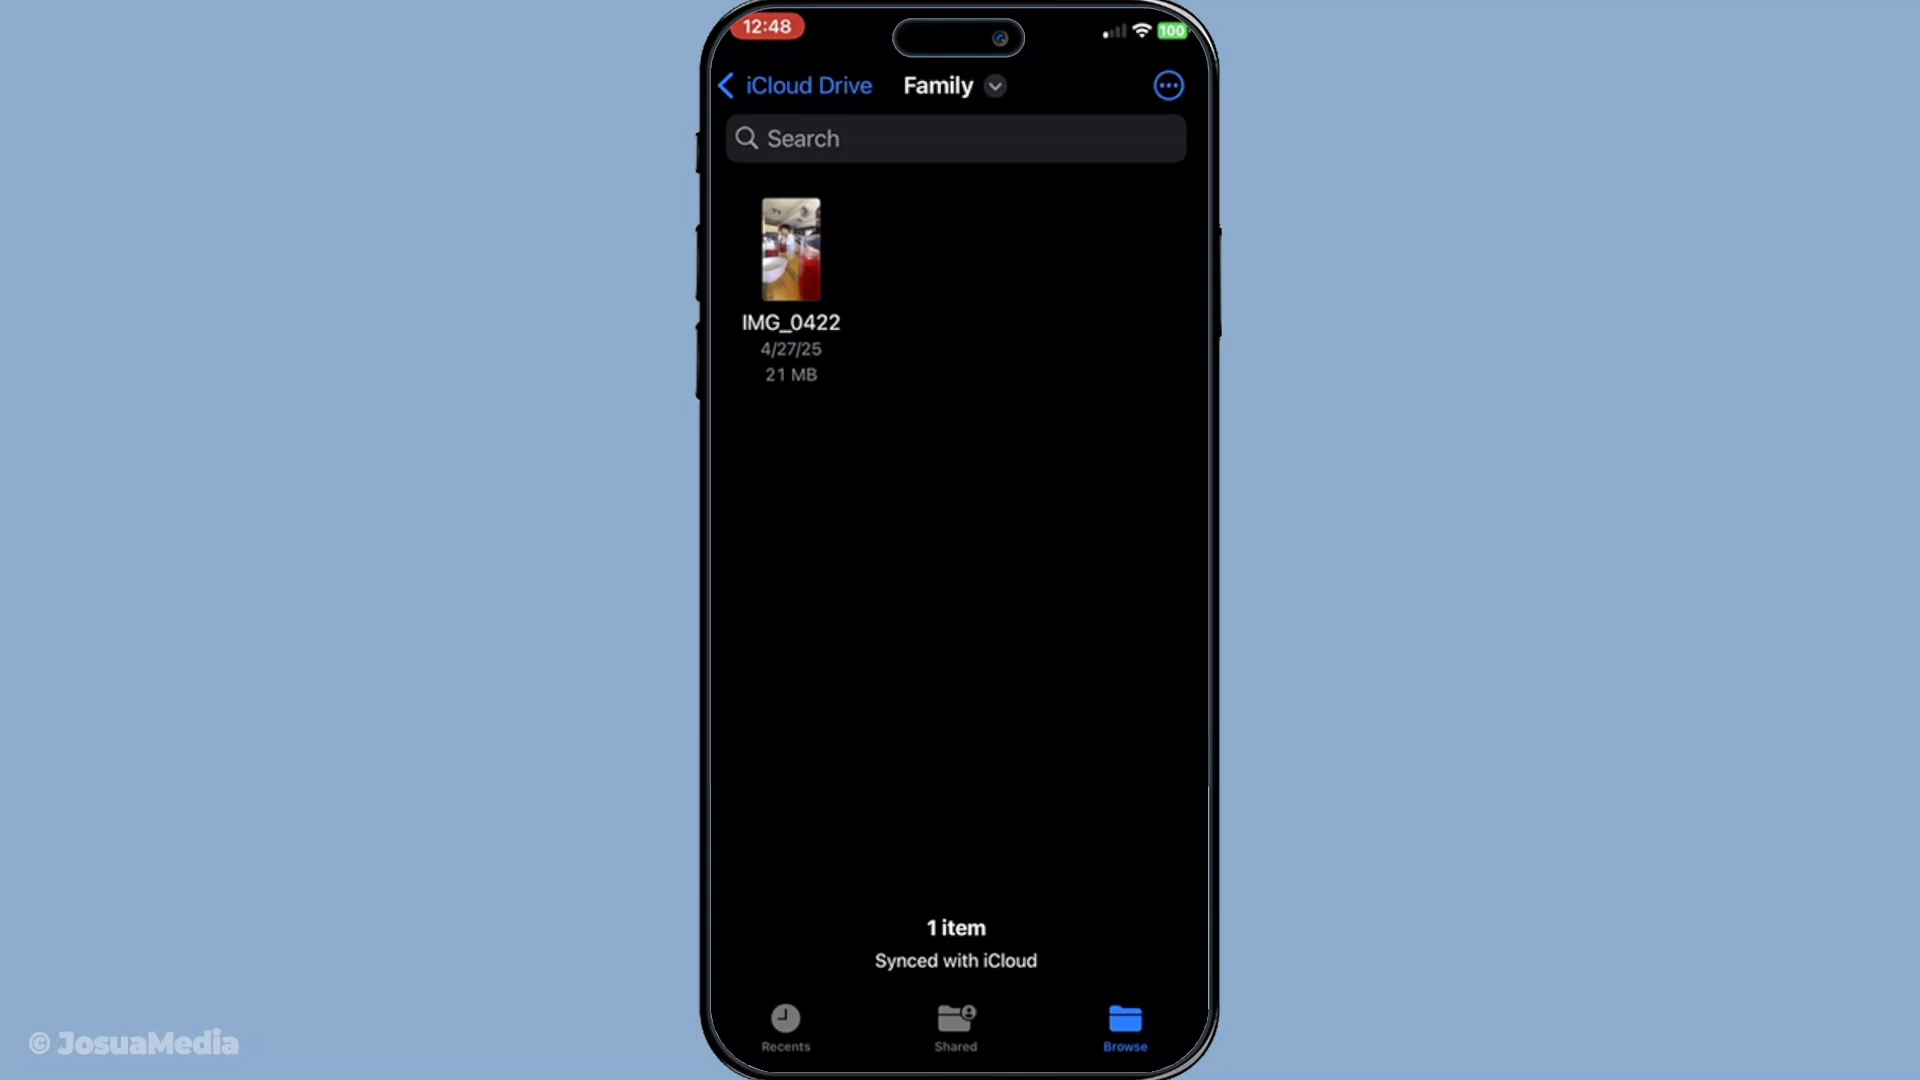 12:48
100
iCloud Drive
Family
Search
IMG_0422
4/27/25
21 MB
1 item
Synced with iCloud
Recents
Shared
Browse
© JosuaMedia